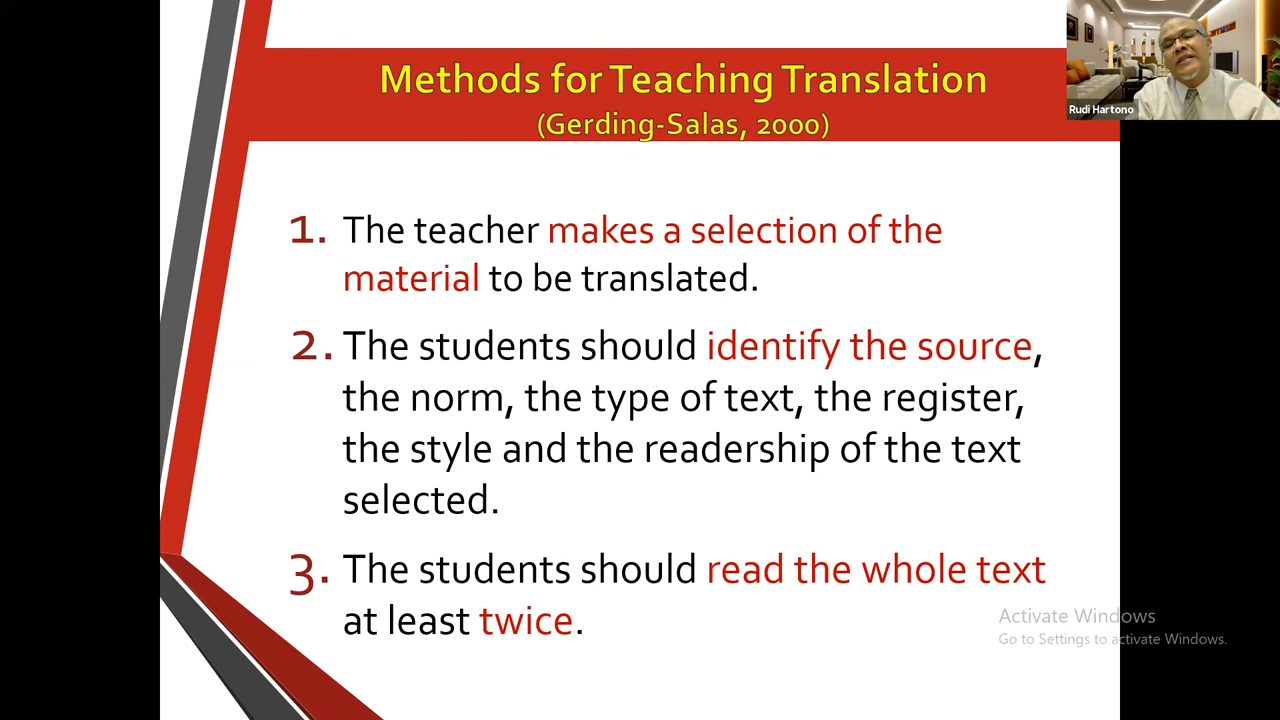 Methods for Teaching Translation
(Gerding-Salas, 2000)
Rudi Hartono
1. The teacher makes a selection of the
material to be translated.
2. The students should identify the source,
the norm, the type of text, the register,
the style and the readership of the text
selected.
3. The students should read the whole text
at least twice.
Activate Windows
Go to Settings to activate Windows.